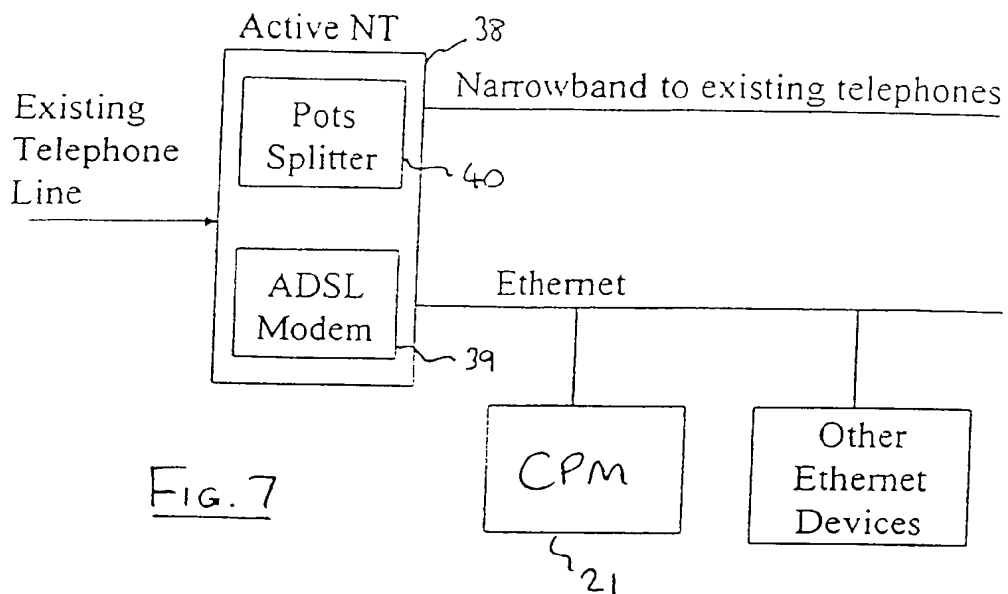 Active NT
38
Narrowband to existing telephones
Existing
Telephone
Line
Pots
Splitter
40
ADSL
Modem
39
Ethernet
CPM
21
Other
Ethernet
Devices
FIG. 7